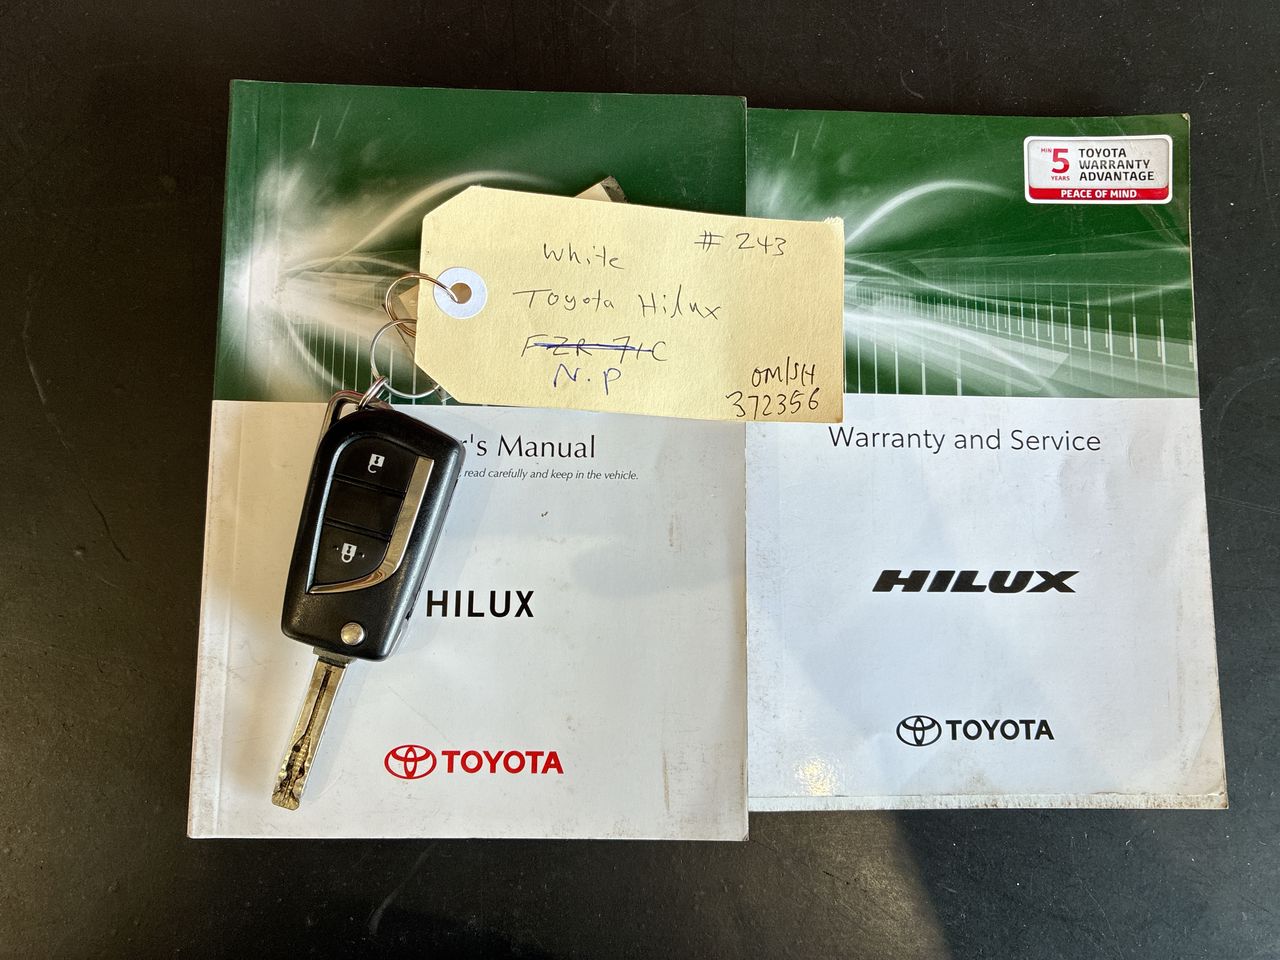 # 243
White
Toyota Hilux
FZR-71C
N.P
OM/SH
372356
r's Manual
read carefully and keep in the vehicle.
HILUX
TOYOTA
MIN 5 YEARS
TOYOTA
WARRANTY
ADVANTAGE
PEACE OF MIND
Warranty and Service
HILUX
TOYOTA